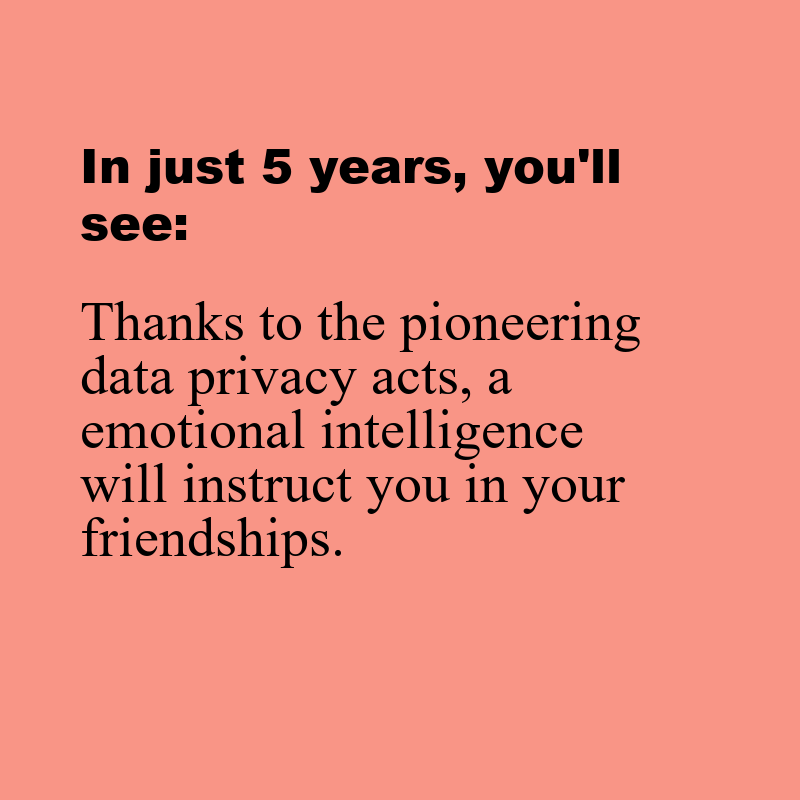 In just 5 years, you'll
see:
Thanks to the pioneering
data privacy acts, a
emotional intelligence
will instruct you in your
friendships.